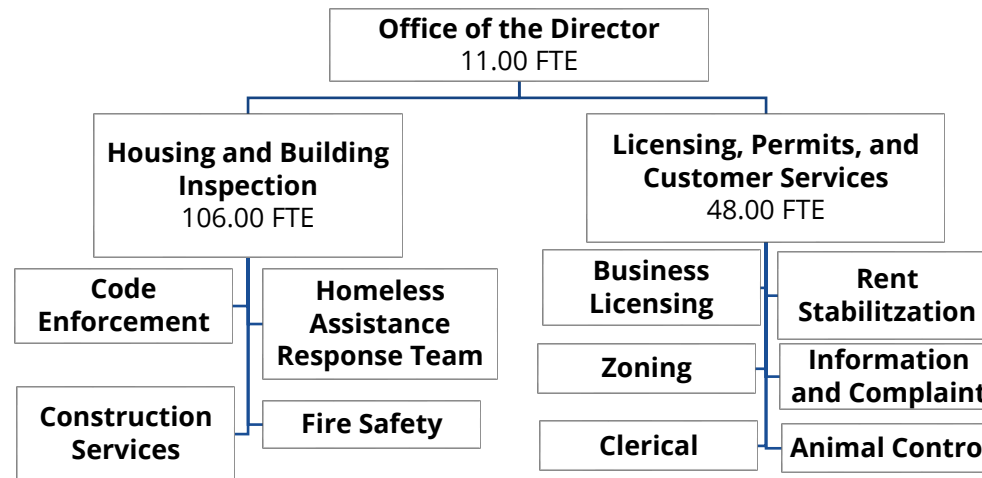 Office of the Director
11.00 FTE
Housing and Building
Inspection
106.00 FTE
Licensing, Permits, and
Customer Services
48.00 FTE
Code
Enforcement
Homeless
Assistance
Response Team
Construction
Services
Fire Safety
Business
Licensing
Rent
Stabilitzation
Zoning
Information
and Complaint
Clerical
Animal Contro